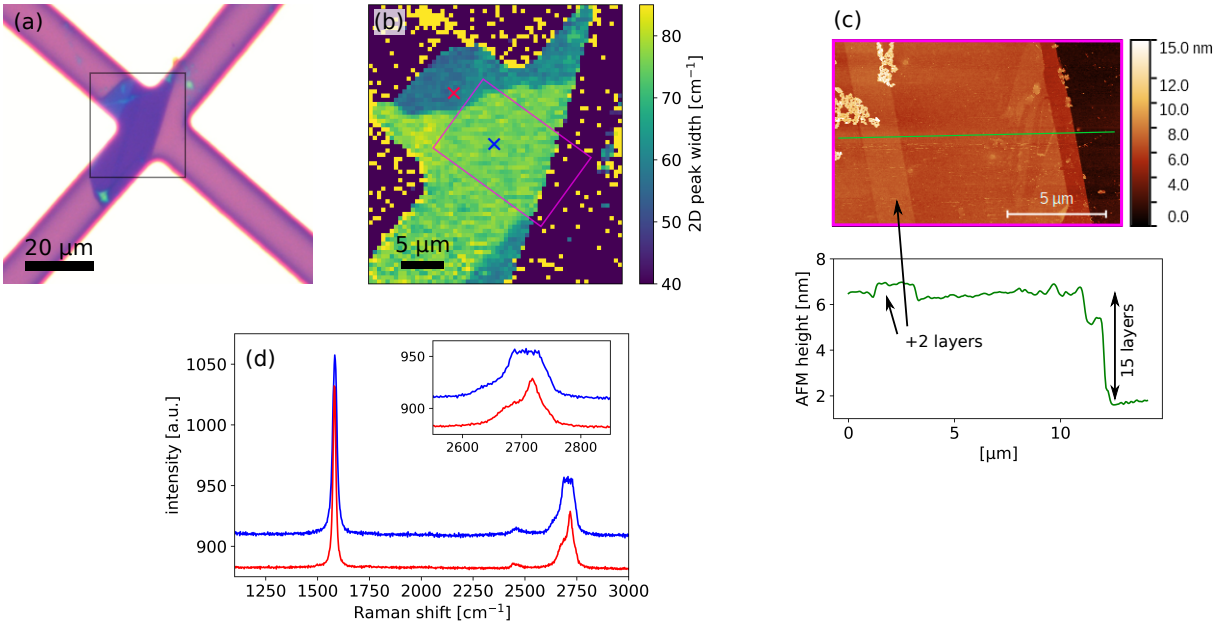 (a)
20 µm
(b)
5 µm
80
70
60
50
40
2D peak width [cm⁻¹]
(c)
5 µm
15.0 nm
12.0
10.0
8.0
6.0
4.0
0.0
8
6
4
2
AFM height [nm]
+2 layers
15 layers
0
5
10
[µm]
(d)
1050
1000
950
900
intensity [a.u.]
950
900
2600
2700
2800
1250
1500
1750
2000
2250
2500
2750
3000
Raman shift [cm⁻¹]